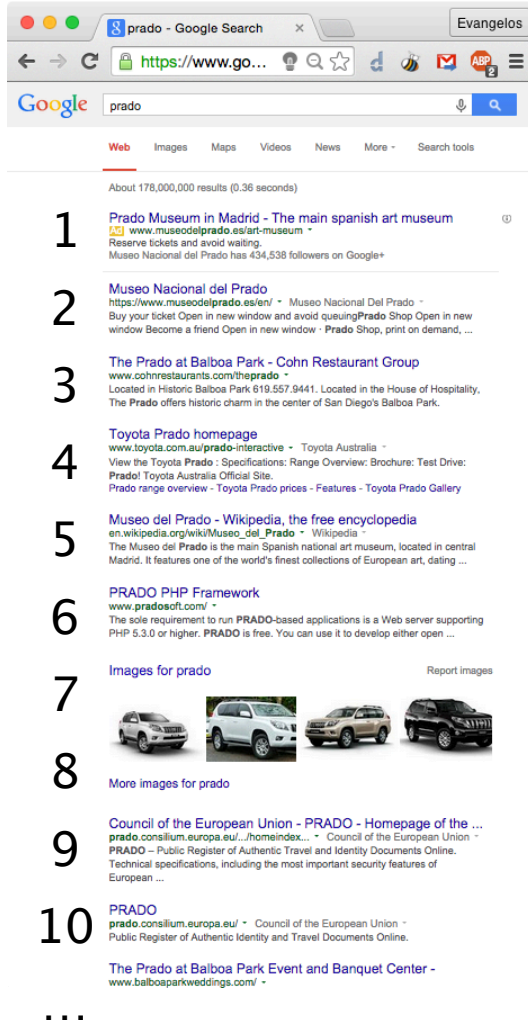 prado - Google Search
Evangelos
https://www.go...
ABP
2
Google
prado
Web Images Maps Videos News More Search tools
About 178,000,000 results (0.36 seconds)
1
Prado Museum in Madrid - The main spanish art museum
Ad www.museodelprado.es/art-museum
Reserve tickets and avoid waiting.
Museo Nacional del Prado has 434,538 followers on Google+
2
Museo Nacional del Prado
https://www.museodelprado.es/en/ Museo Nacional Del Prado
Buy your ticket Open in new window and avoid queuingPrado Shop Open in new
window Become a friend Open in new window · Prado Shop, print on demand, ...
3
The Prado at Balboa Park - Cohn Restaurant Group
www.cohnrestaurants.com/theprado
Located in Historic Balboa Park 619.557.9441. Located in the House of Hospitality,
The Prado offers historic charm in the center of San Diego's Balboa Park.
4
Toyota Prado homepage
www.toyota.com.au/prado-interactive Toyota Australia
View the Toyota Prado : Specifications: Range Overview: Brochure: Test Drive:
Prado! Toyota Australia Official Site.
Prado range overview - Toyota Prado prices - Features - Toyota Prado Gallery
5
Museo del Prado - Wikipedia, the free encyclopedia
en.wikipedia.org/wiki/Museo_del_Prado Wikipedia
The Museo del Prado is the main Spanish national art museum, located in central
Madrid. It features one of the world's finest collections of European art, dating ...
6
PRADO PHP Framework
www.pradosoft.com/
The sole requirement to run PRADO-based applications is a Web server supporting
PHP 5.3.0 or higher. PRADO is free. You can use it to develop either open ...
7
Images for prado Report images
8
More images for prado
9
Council of the European Union - PRADO - Homepage of the ...
prado.consilium.europa.eu/.../homeindex... Council of the European Union
PRADO – Public Register of Authentic Travel and Identity Documents Online.
Technical specifications, including the most important security features of
European ...
10
PRADO
prado.consilium.europa.eu/ Council of the European Union
Public Register of Authentic Identity and Travel Documents Online.
The Prado at Balboa Park Event and Banquet Center -
www.balboaparkweddings.com/
...